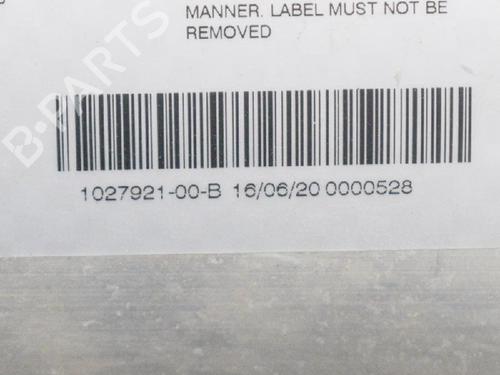 MANNER. LABEL MUST NOT BE
REMOVED
B-PARTS
1027921-00-B 16/06/20 0000528